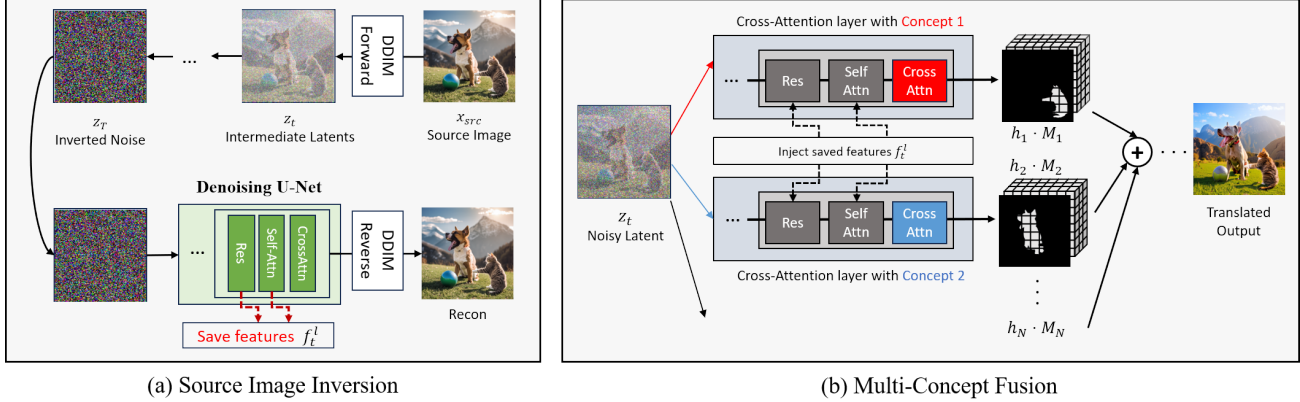 ...
DDIM
Forward
z_T
Inverted Noise
z_t
Intermediate Latents
x_src
Source Image
Denoising U-Net
...
Res
Self-Attn
CrossAttn
DDIM
Reverse
Recon
Save features f_t^l
(a) Source Image Inversion
Cross-Attention layer with Concept 1
...
Res
Self
Attn
Cross
Attn
h_1 · M_1
Inject saved features f_t^l
z_t
Noisy Latent
h_2 · M_2
...
Res
Self
Attn
Cross
Attn
Cross-Attention layer with Concept 2
h_N · M_N
+
...
Translated
Output
(b) Multi-Concept Fusion